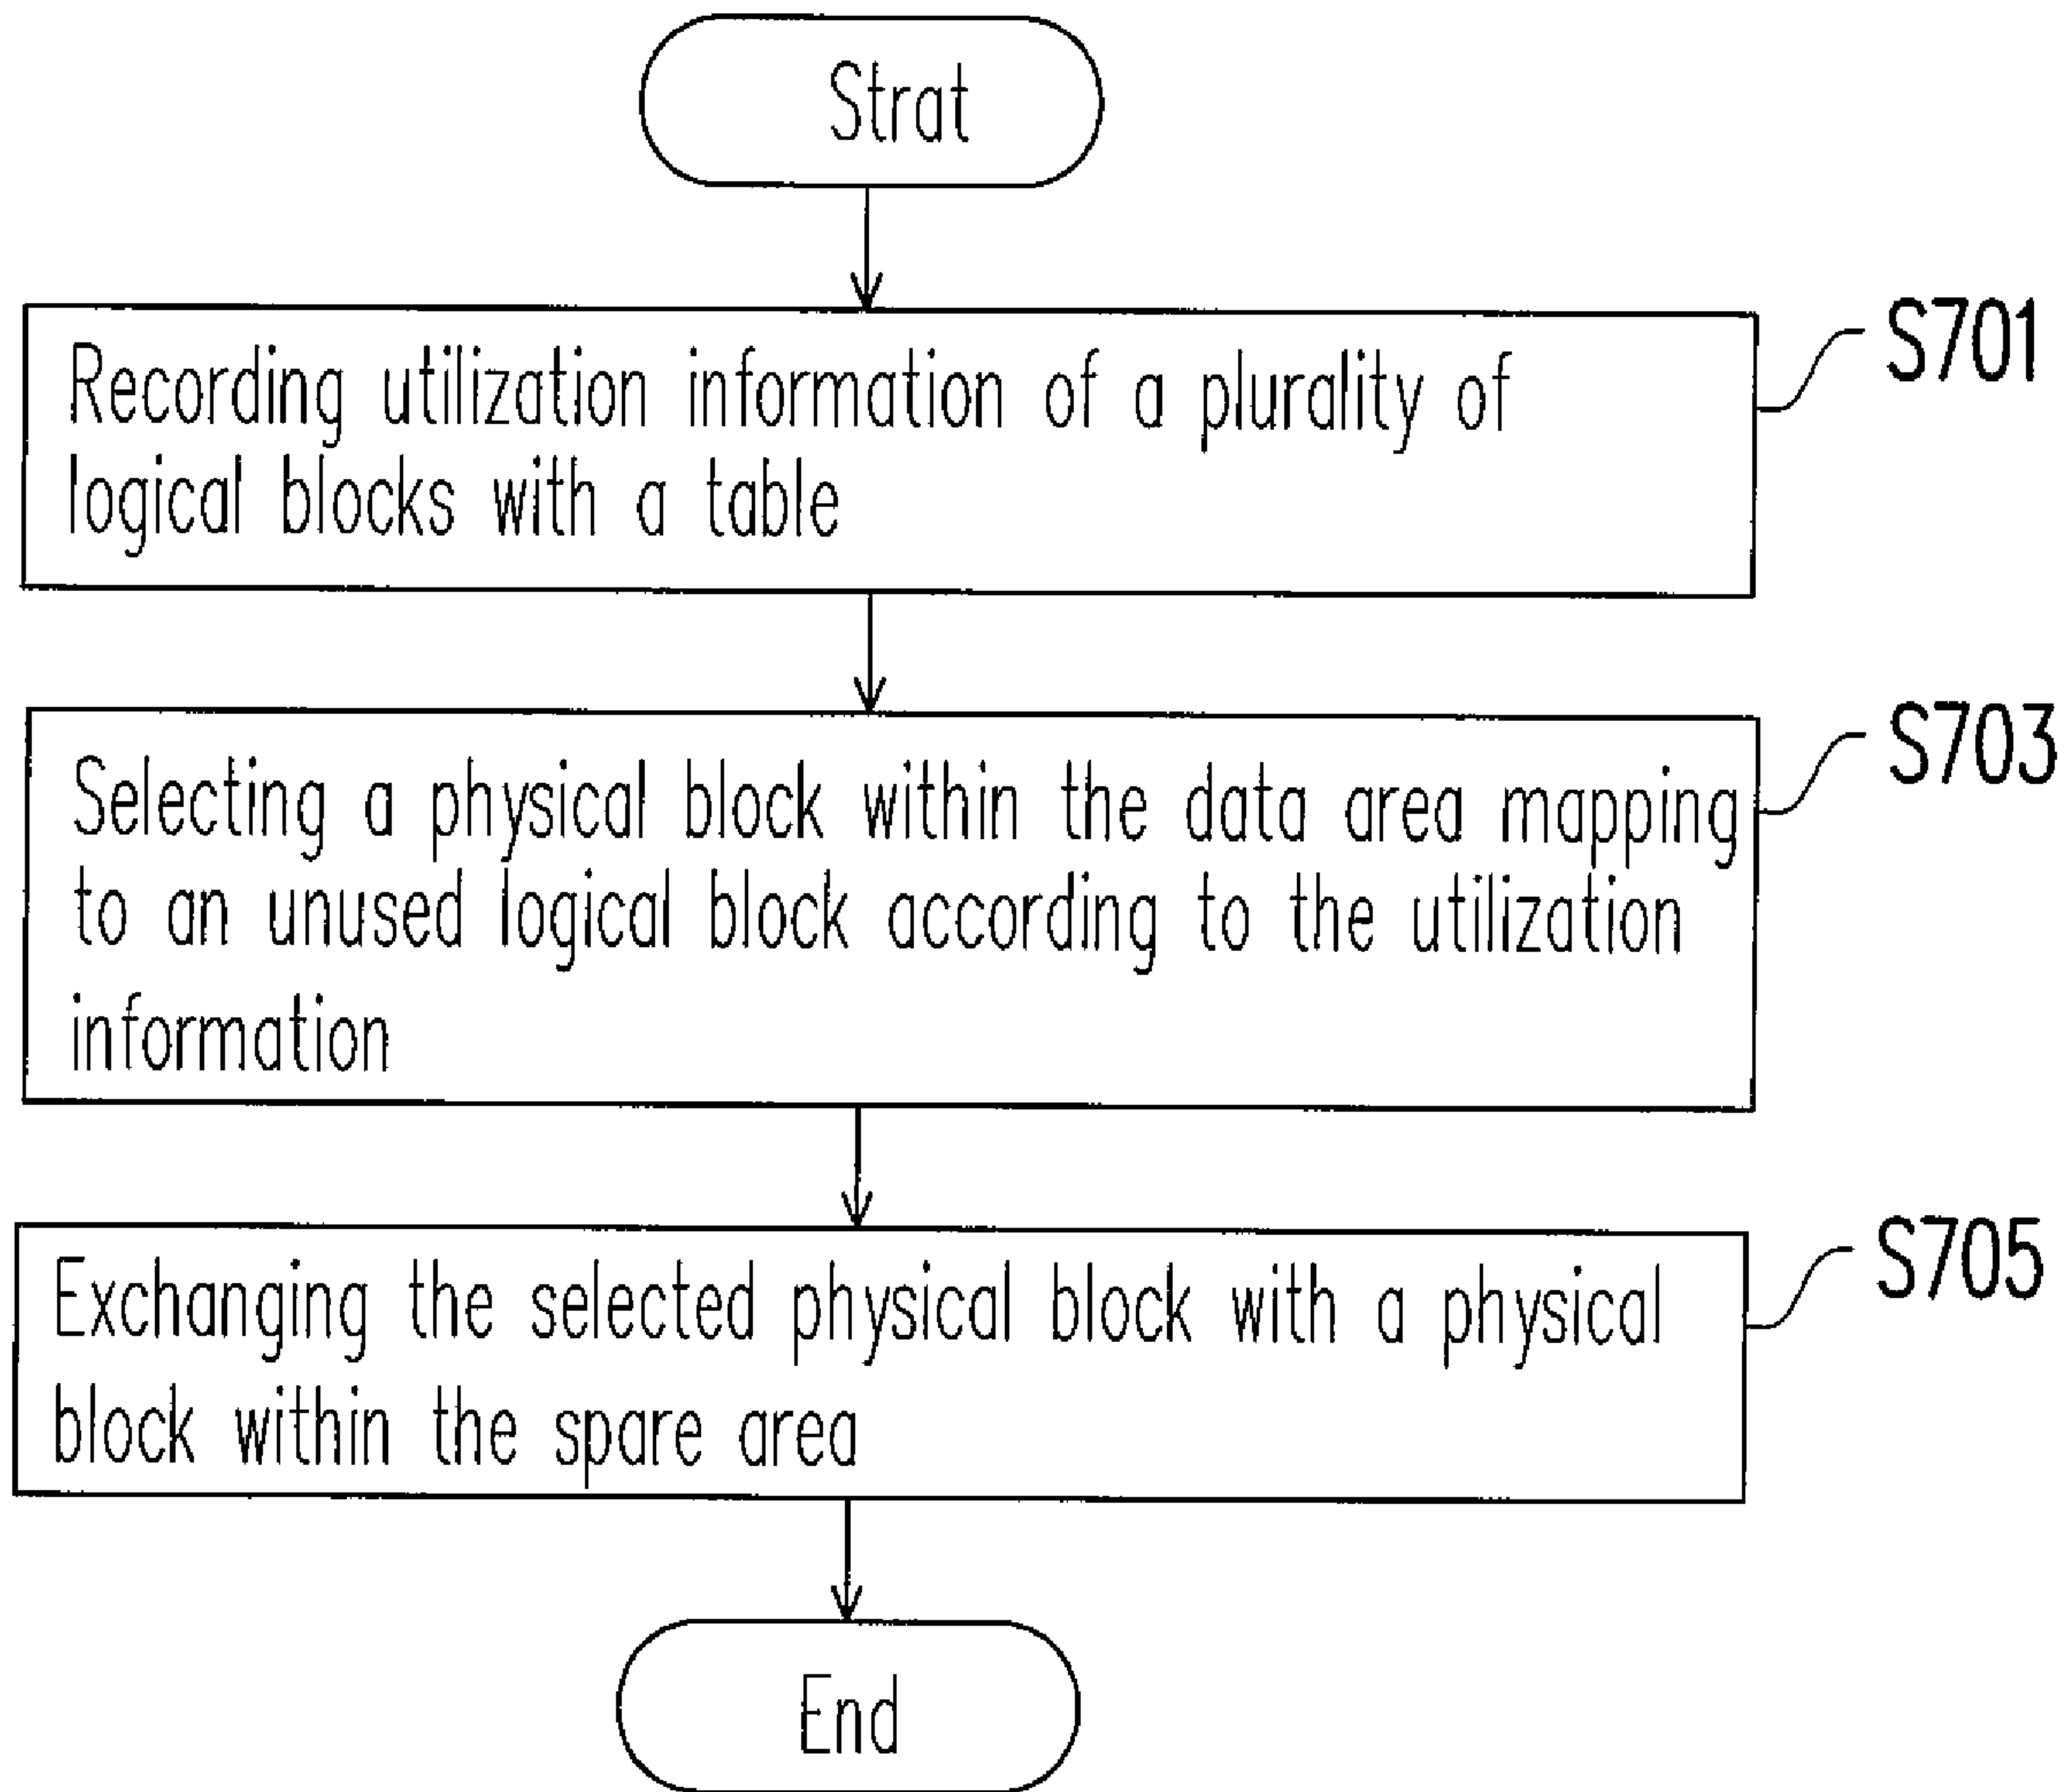 Strat
Recording utilization information of a plurality of
logical blocks with a table
S701
Selecting a physical block within the data area mapping
to an unused logical block according to the utilization
information
S703
Exchanging the selected physical block with a physical
block within the spare area
S705
End